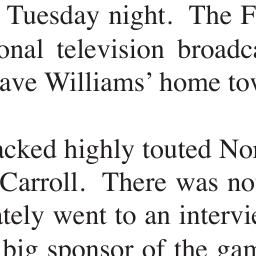 Tuesday night. The F
onal television broadca
ave Williams' home tow
acked highly touted Nor
Carroll. There was no
ately went to an intervie
big sponsor of the gam